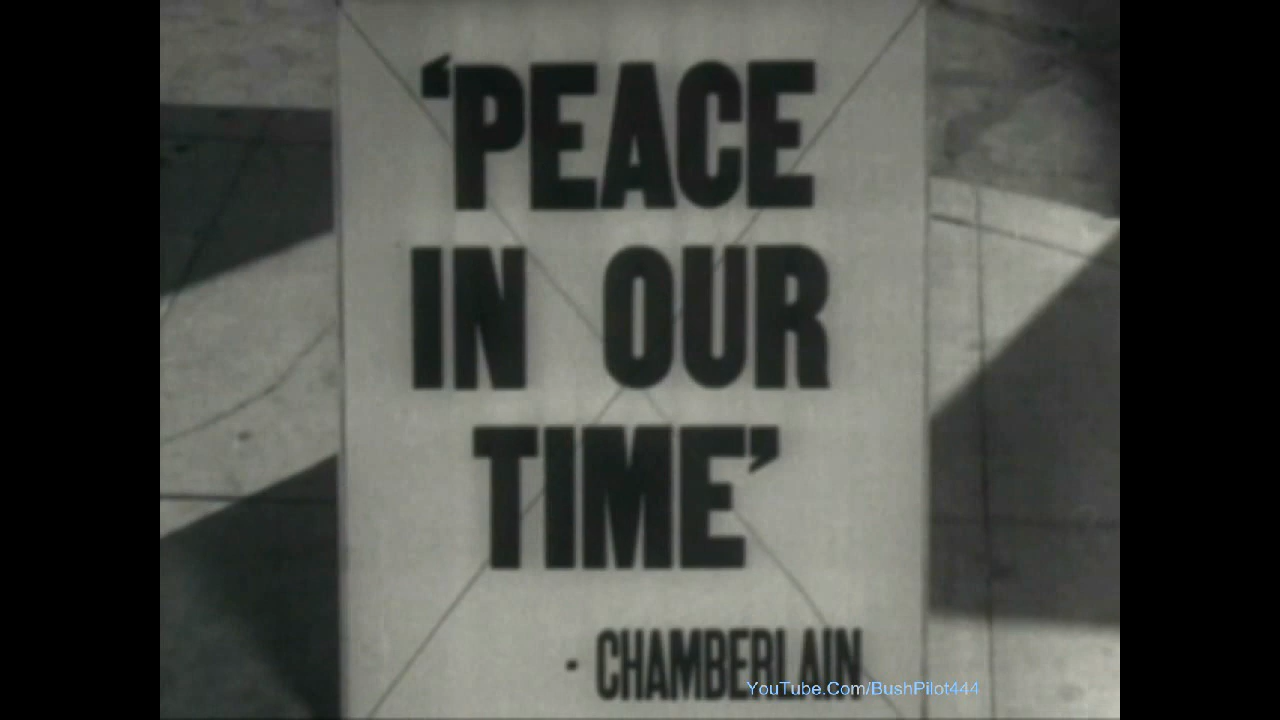 ‘PEACE
IN OUR
TIME’
- CHAMBERLAIN
YouTube.Com/BushPilot444